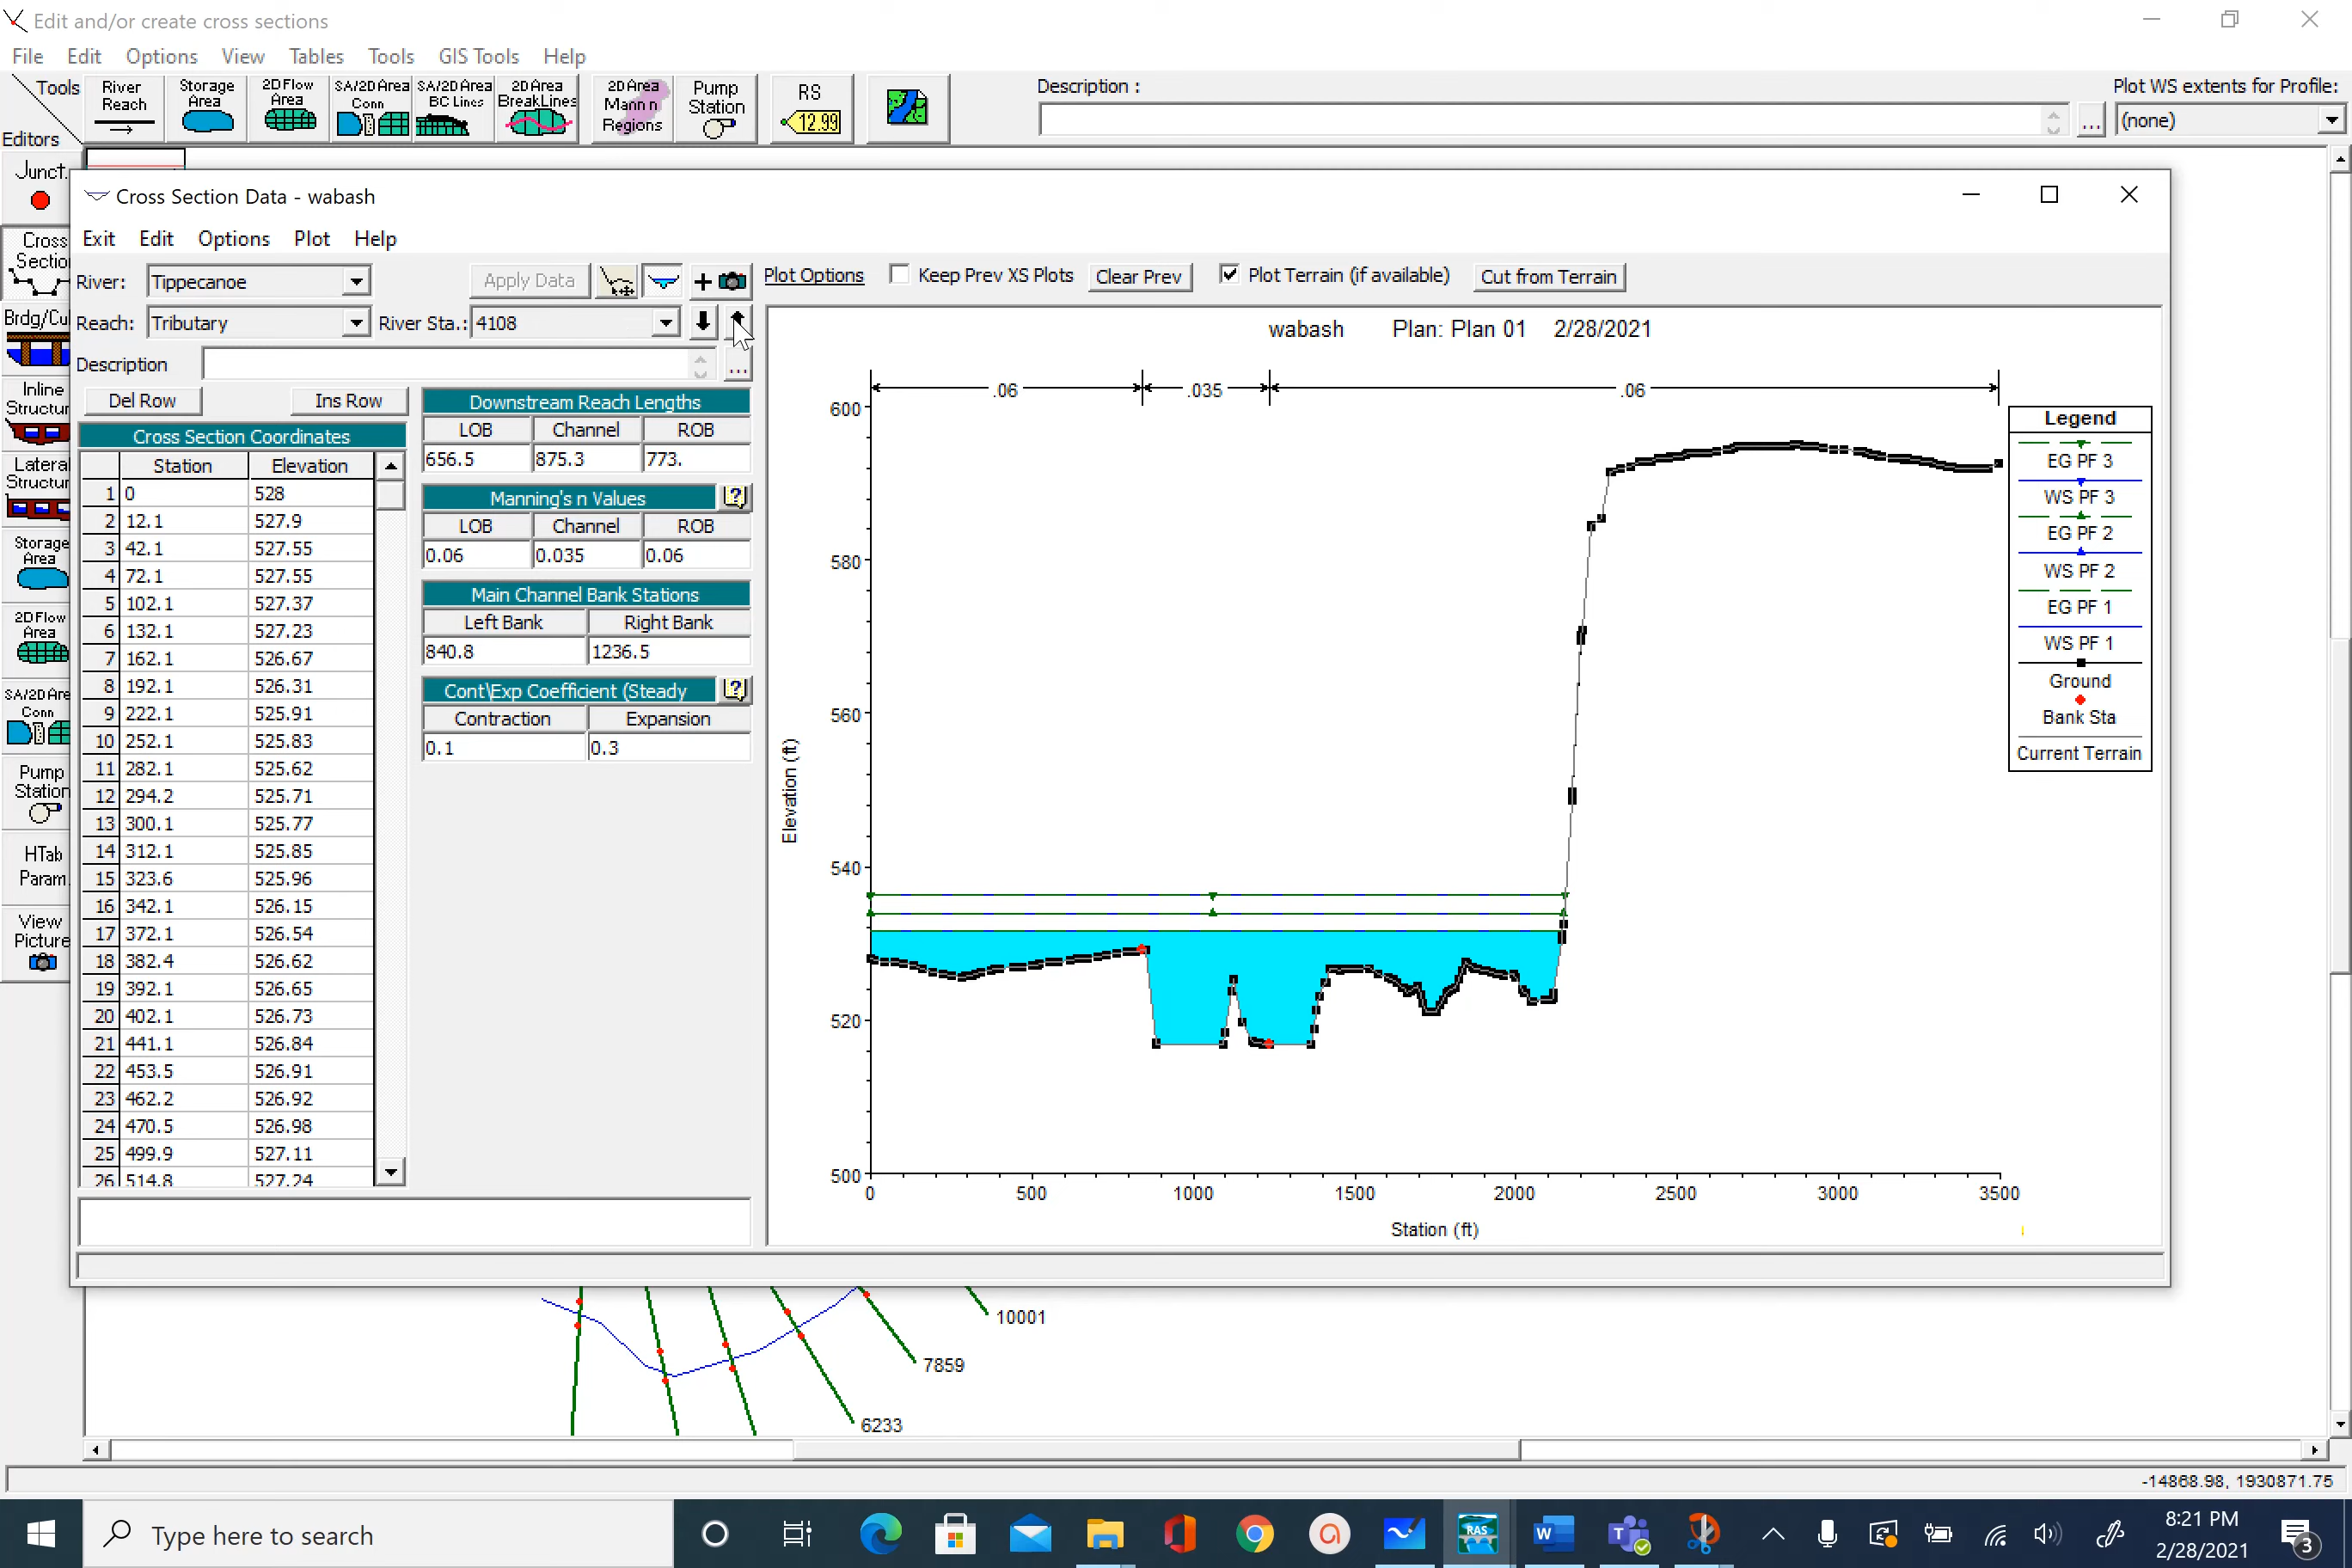 Edit and/or create cross sections
File Edit Options View Tables Tools GIS Tools Help
Tools
Editors
River
Reach
Storage
Area
2D Flow
Area
SA/2D Area
Conn
SA/2D Area
BC Lines
2D Area
BreakLines
2D Area
Mann n
Regions
Pump
Station
RS
12.99
Description :
...
Plot WS extents for Profile:
(none)
Junct.
Cross
Sectio
Brdg/Cu
Inline
Structur
Lateral
Structur
Storage
Area
2D Flow
Area
SA/2D Are
Conn
Pump
Station
HTab
Param.
View
Picture
Cross Section Data - wabash
Exit Edit Options Plot Help
River: Tippecanoe Apply Data
Reach: Tributary River Sta.: 4108
Description ...
Plot Options Keep Prev XS Plots Clear Prev Plot Terrain (if available) Cut from Terrain
Del Row Ins Row
Cross Section Coordinates
Station Elevation
1 0 528
2 12.1 527.9
3 42.1 527.55
4 72.1 527.55
5 102.1 527.37
6 132.1 527.23
7 162.1 526.67
8 192.1 526.31
9 222.1 525.91
10 252.1 525.83
11 282.1 525.62
12 294.2 525.71
13 300.1 525.77
14 312.1 525.85
15 323.6 525.96
16 342.1 526.15
17 372.1 526.54
18 382.4 526.62
19 392.1 526.65
20 402.1 526.73
21 441.1 526.84
22 453.5 526.91
23 462.2 526.92
24 470.5 526.98
25 499.9 527.11
26 514.8 527.24
Downstream Reach Lengths
LOB Channel ROB
656.5 875.3 773.
Manning's n Values
LOB Channel ROB
0.06 0.035 0.06
Main Channel Bank Stations
Left Bank Right Bank
840.8 1236.5
Cont\Exp Coefficient (Steady
Contraction Expansion
0.1 0.3
wabash Plan: Plan 01 2/28/2021
.06 .035 .06
600
580
560
540
520
500
Elevation (ft)
0 500 1000 1500 2000 2500 3000 3500
Station (ft)
Legend
EG PF 3
WS PF 3
EG PF 2
WS PF 2
EG PF 1
WS PF 1
Ground
Bank Sta
Current Terrain
10001
7859
6233
-14868.98, 1930871.75
Type here to search
RAS
8:21 PM
2/28/2021
3